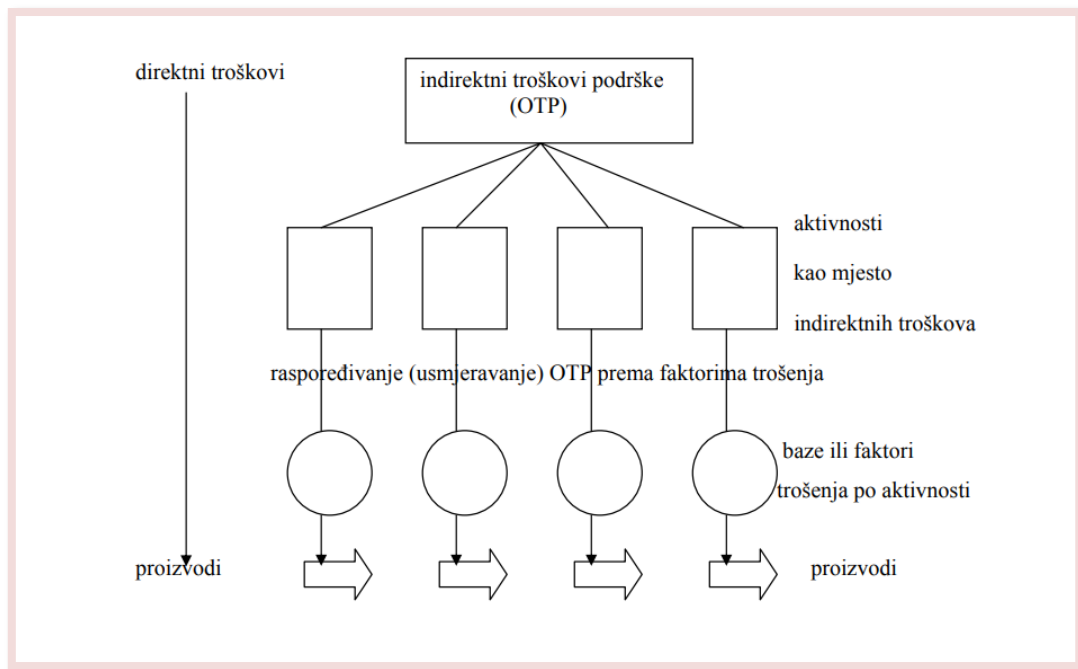 direktni troškovi
indirektni troškovi podrške
(OTP)
aktivnosti
kao mjesto
indirektnih troškova
raspoređivanje (usmjeravanje) OTP prema faktorima trošenja
baze ili faktori
trošenja po aktivnosti
proizvodi
proizvodi